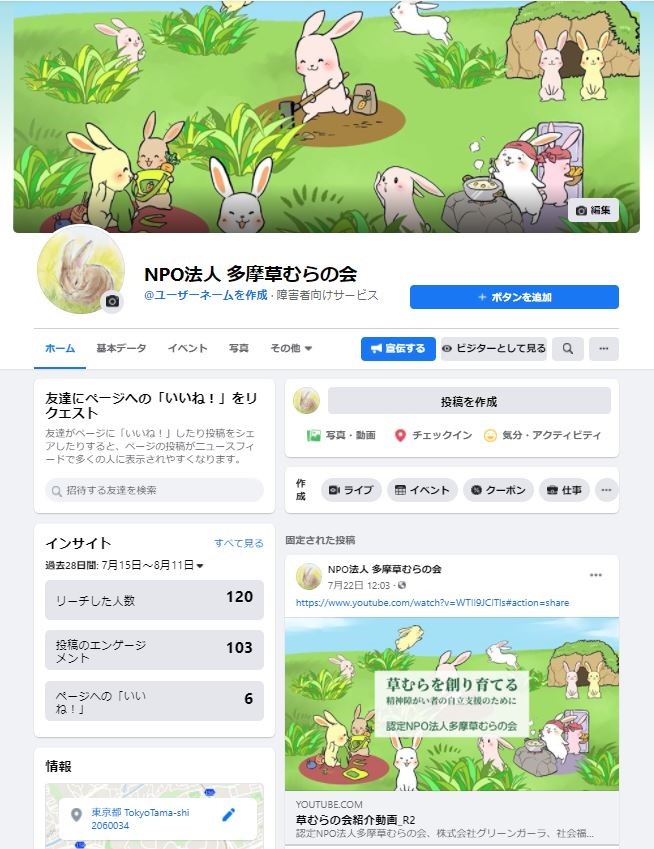 編集
NPO法人 多摩草むらの会
@ユーザーネームを作成 · 障害者向けサービス
+ ボタンを追加
ホーム 基本データ イベント 写真 その他
宣伝する ビジターとして見る
友達にページへの「いいね！」をリ
クエスト
友達がページに「いいね！」したり投稿をシェ
アしたりすると、ページの投稿がニュースフィ
ードで多くの人に表示されやすくなります。
招待する友達を検索
インサイト すべて見る
過去28日間: 7月15日～8月11日
リーチした人数 120
投稿のエンゲージ
メント 103
ページへの「いい
ね！」 6
情報
東京都 TokyoTama-shi
2060034
投稿を作成
写真・動画 チェックイン 気分・アクティビティ
作
成
ライブ イベント クーポン 仕事
固定された投稿
NPO法人 多摩草むらの会
7月22日 12:03 ·
https://www.youtube.com/watch?v=WTIl9JClTIs#action=share
草むらを創り育てる
精神障がい者の自立支援のために
認定NPO法人多摩草むらの会
YOUTUBE.COM
草むらの会紹介動画_R2
認定NPO法人多摩草むらの会、株式会社グリーンガーラ、社会福...